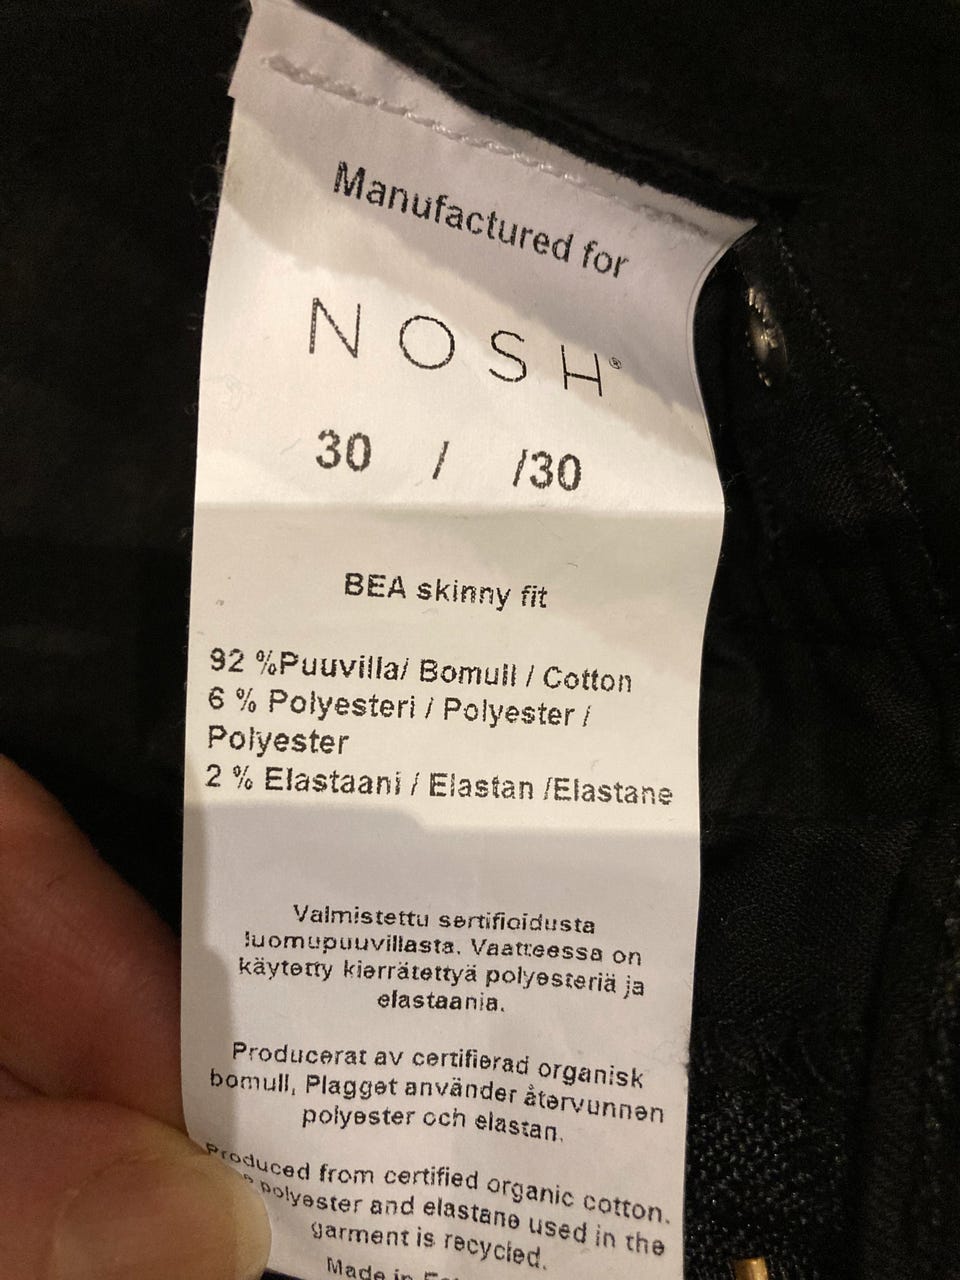 Manufactured for
NOSH®
30 / /30
BEA skinny fit
92 %Puuvilla/ Bomull / Cotton
6 % Polyesteri / Polyester /
Polyester
2 % Elastaani / Elastan /Elastane
Valmistettu sertifioidusta
luomupuuvillasta. Vaatteessa on
käytetty kierrätettyä polyesteriä ja
elastaania.
Producerat av certifierad organisk
bomull, Plagget använder återvunnen
polyester och elastan.
Produced from certified organic cotton.
polyester and elastane used in the
garment is recycled.
Made in